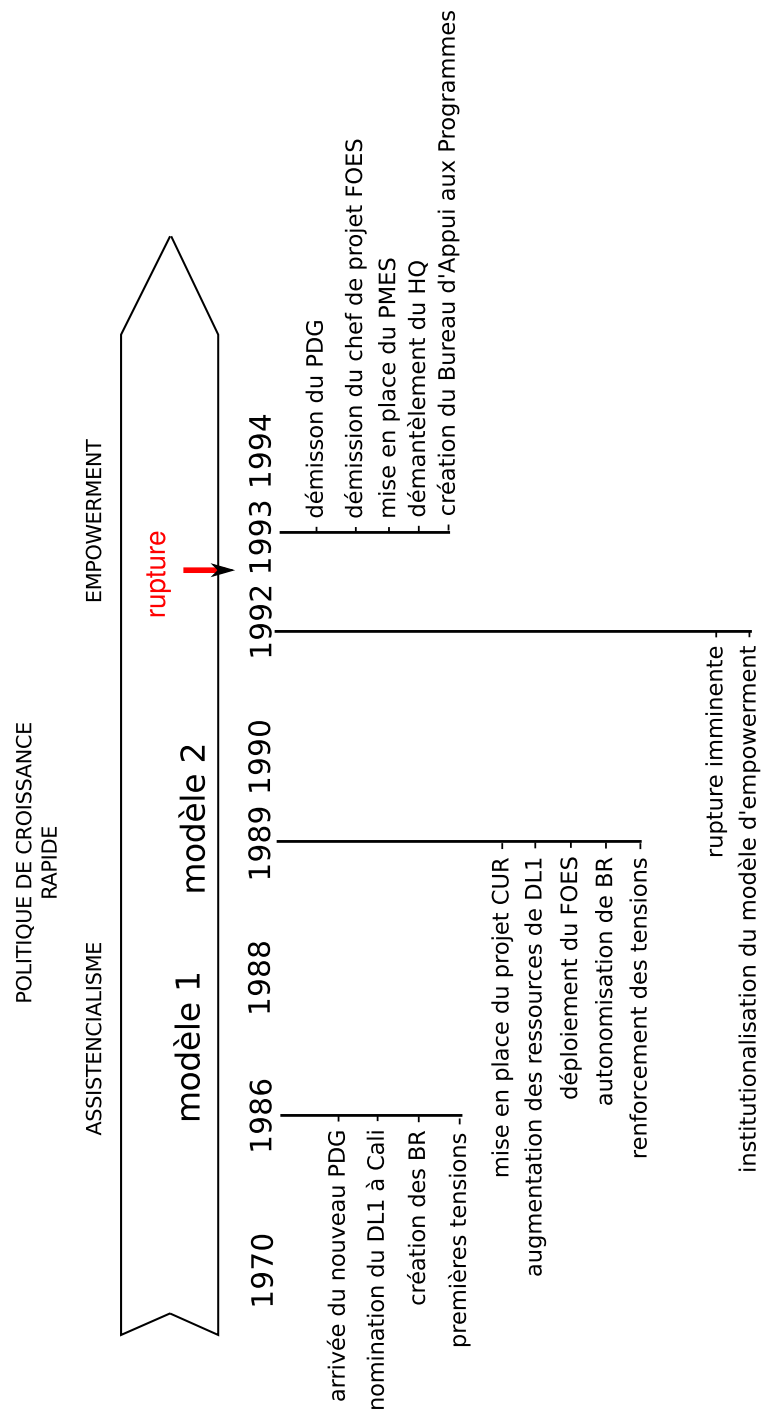 POLITIQUE DE CROISSANCE
RAPIDE
ASSISTENCIALISME
EMPOWERMENT
rupture
modèle 1
modèle 2
1970
1986
1988
1989
1990
1992
1993
1994
arrivée du nouveau PDG
nomination du DL1 à Cali
création des BR
premières tensions
mise en place du projet CUR
augmentation des ressources de DL1
déploiement du FOES
autonomisation de BR
renforcement des tensions
rupture imminente
institutionalisation du modèle d'empowerment
démisson du PDG
démission du chef de projet FOES
mise en place du PMES
démantèlement du HQ
création du Bureau d'Appui aux Programmes